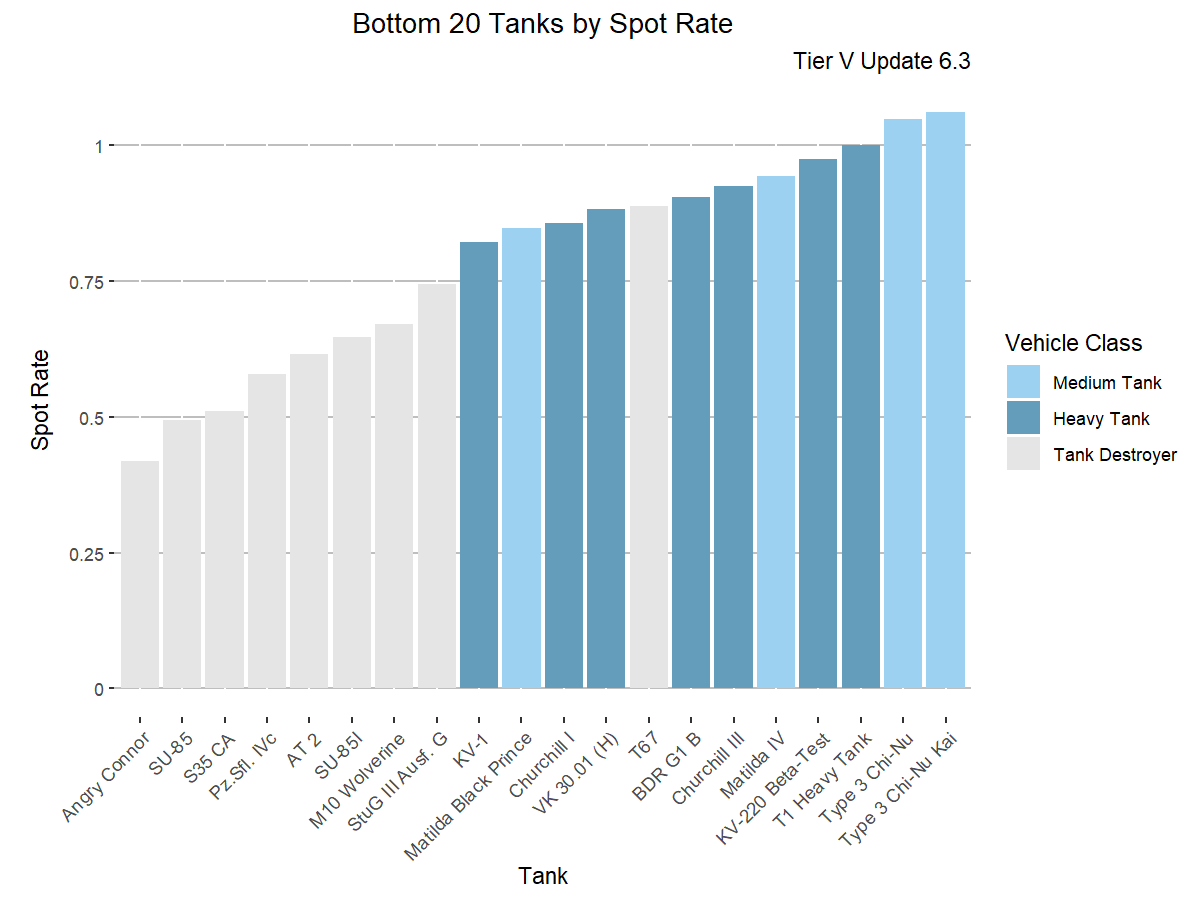 Bottom 20 Tanks by Spot Rate
Tier V Update 6.3
1
0.75
0.5
0.25
0
Spot Rate
Angry Connor
SU-85
S35 CA
Pz.Sfl. IVc
AT 2
SU-85I
M10 Wolverine
StuG III Ausf. G
KV-1
Matilda Black Prince
Churchill I
VK 30.01 (H)
T67
BDR G1 B
Churchill III
Matilda IV
KV-220 Beta-Test
T1 Heavy Tank
Type 3 Chi-Nu
Type 3 Chi-Nu Kai
Tank
Vehicle Class
Medium Tank
Heavy Tank
Tank Destroyer